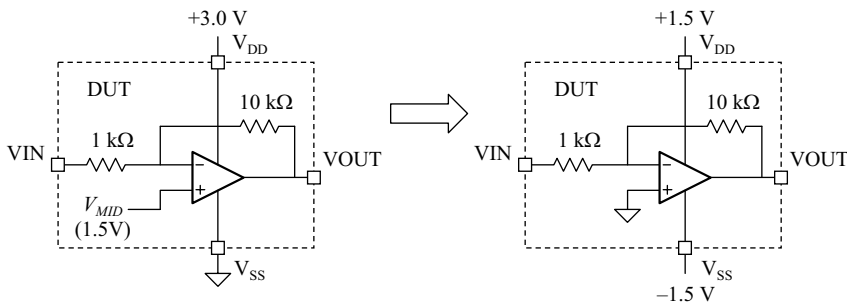 +3.0 V
V_DD
DUT
10 kΩ
1 kΩ
VIN
VOUT
−
+
V_MID
(1.5V)
V_SS
+1.5 V
V_DD
DUT
10 kΩ
1 kΩ
VIN
VOUT
−
+
V_SS
–1.5 V